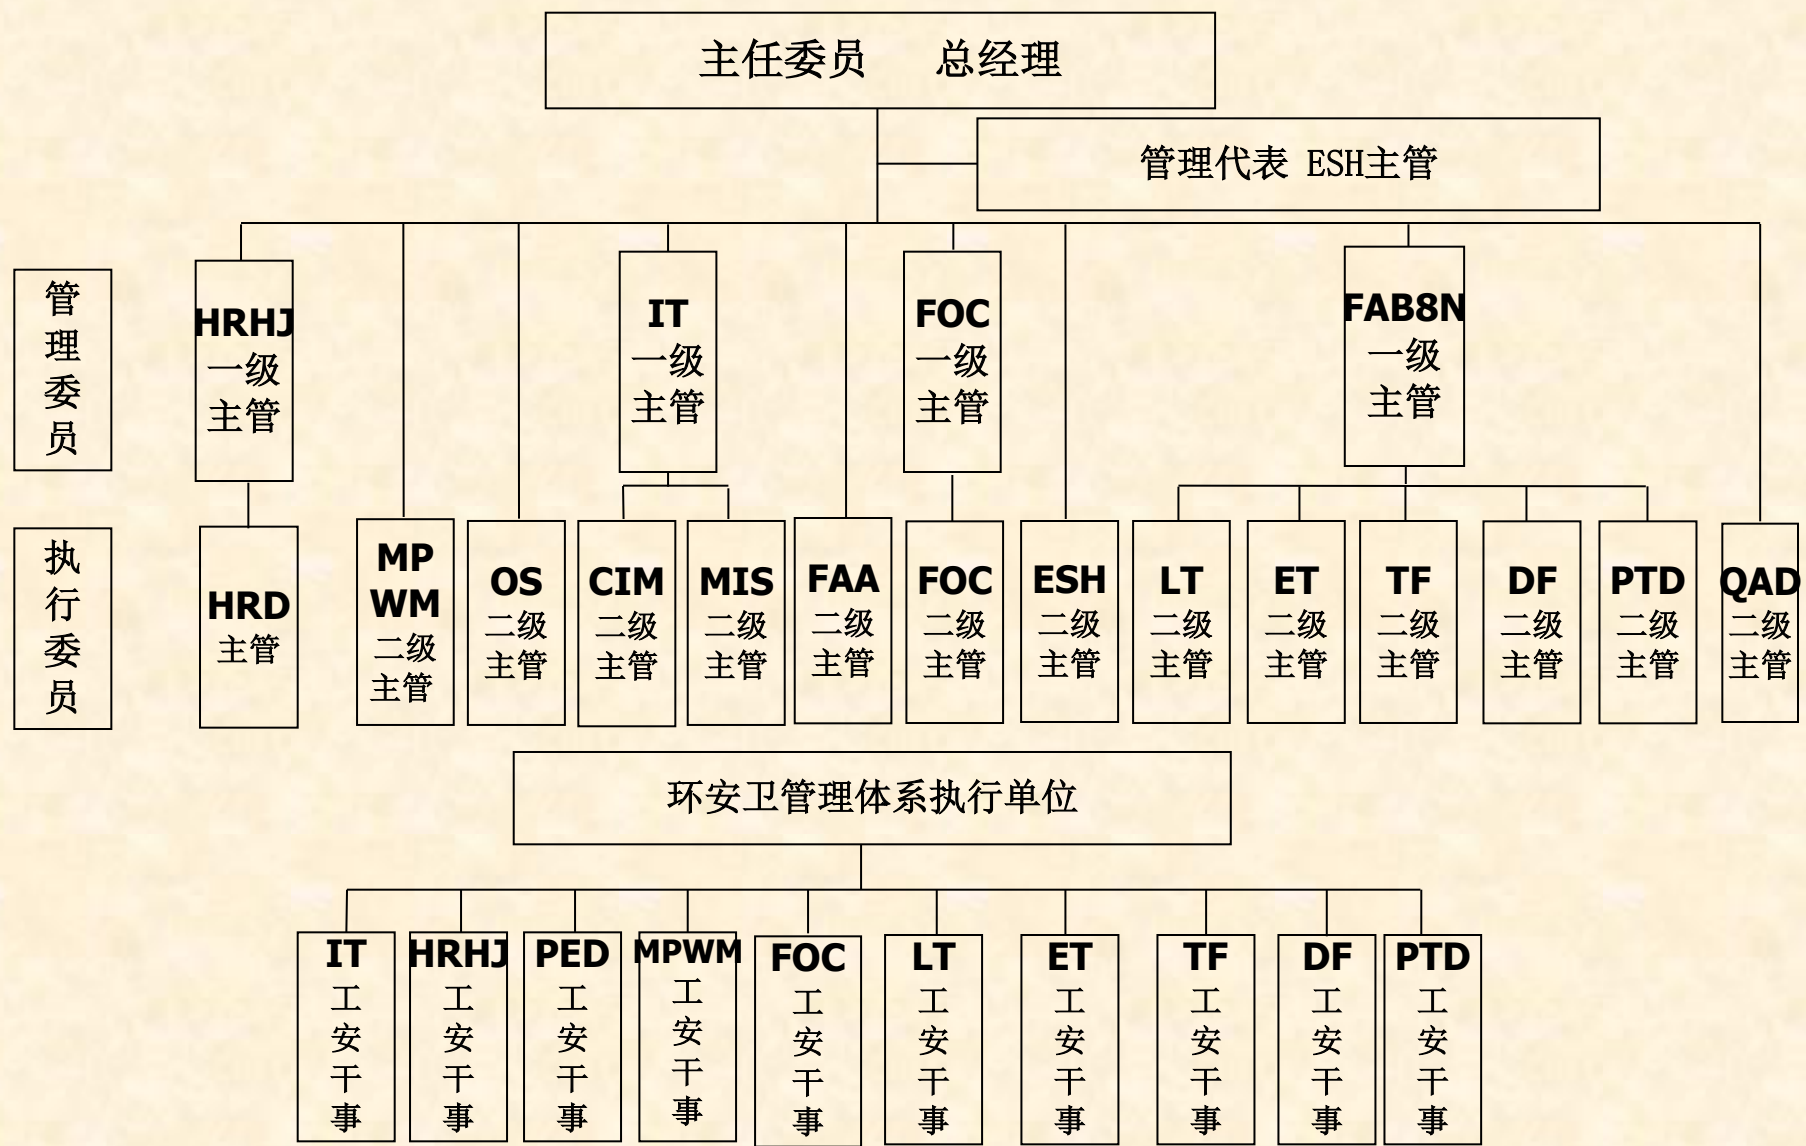 主任委员 总经理
管理代表 ESH主管
管
理
委
员
HRHJ
一级
主管
IT
一级
主管
FOC
一级
主管
FAB8N
一级
主管
执
行
委
员
HRD
主管
MP
WM
二级
主管
OS
二级
主管
CIM
二级
主管
MIS
二级
主管
FAA
二级
主管
FOC
二级
主管
ESH
二级
主管
LT
二级
主管
ET
二级
主管
TF
二级
主管
DF
二级
主管
PTD
二级
主管
QAD
二级
主管
环安卫管理体系执行单位
IT
工
安
干
事
HRHJ
工
安
干
事
PED
工
安
干
事
MPWM
工
安
干
事
FOC
工
安
干
事
LT
工
安
干
事
ET
工
安
干
事
TF
工
安
干
事
DF
工
安
干
事
PTD
工
安
干
事